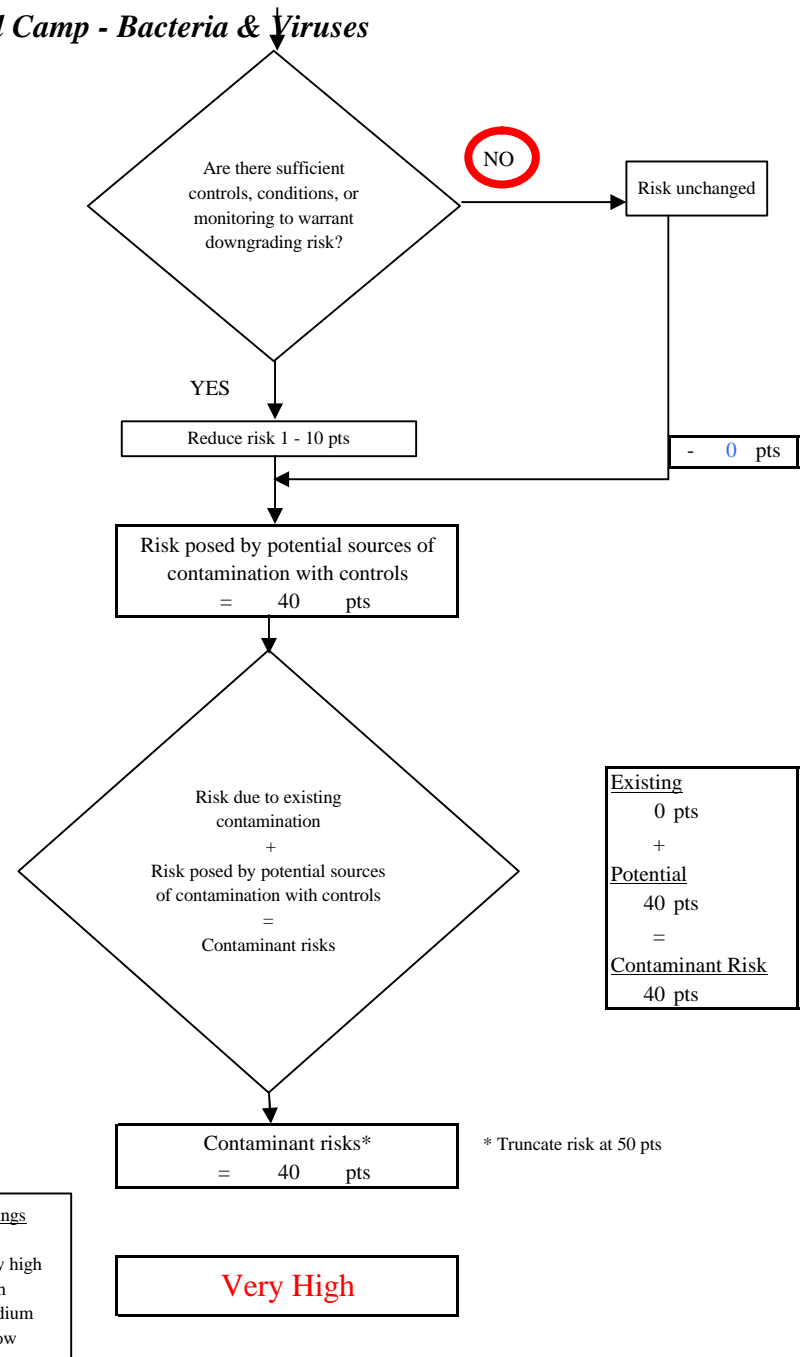 Camp - Bacteria & Viruses
Are there sufficient
controls, conditions, or
monitoring to warrant
downgrading risk?
NO
Risk unchanged
YES
Reduce risk 1 - 10 pts
- 0 pts
Risk posed by potential sources of
contamination with controls
= 40 pts
Risk due to existing
contamination
+
Risk posed by potential sources
of contamination with controls
=
Contaminant risks
Existing
0 pts
+
Potential
40 pts
=
Contaminant Risk
40 pts
Contaminant risks*
= 40 pts
* Truncate risk at 50 pts
high
Very High